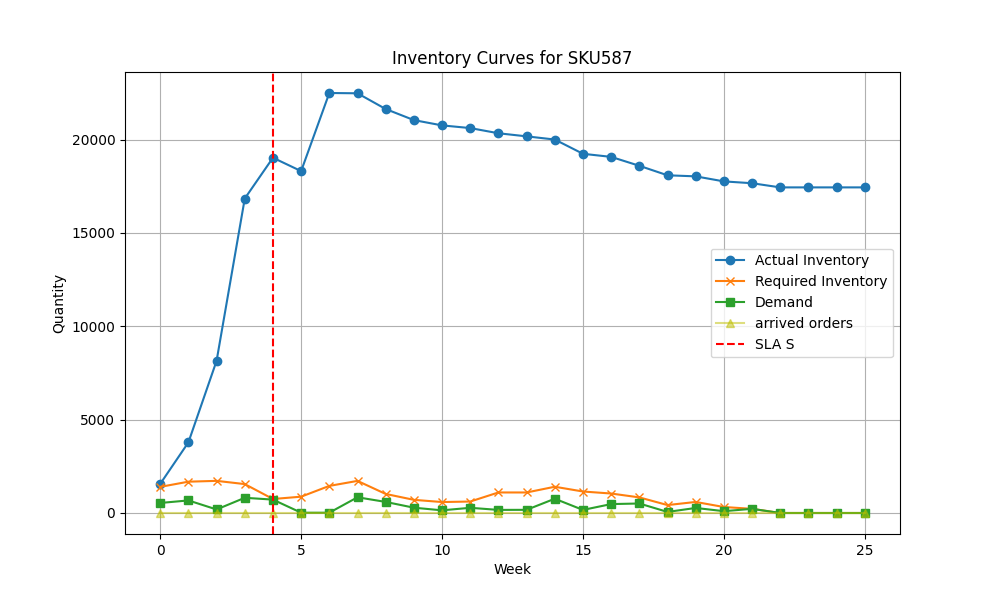 Inventory Curves for SKU587
Quantity
20000
15000
10000
5000
0
Actual Inventory
Required Inventory
Demand
arrived orders
SLA S
0 5 10 15 20 25
Week